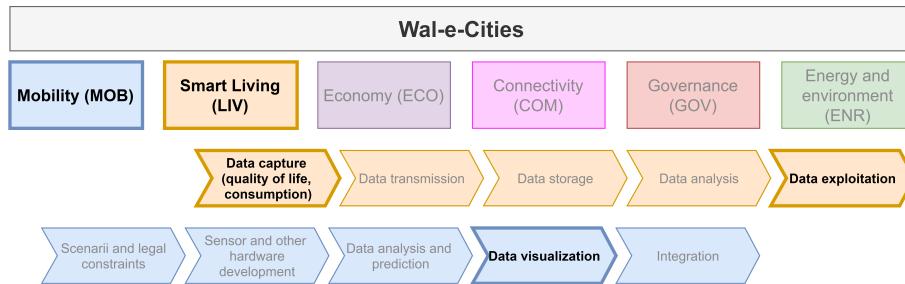 Wal-e-Cities
Mobility (MOB)
Smart Living
(LIV)
Economy (ECO)
Connectivity
(COM)
Governance
(GOV)
Energy and
environment
(ENR)
Data capture
(quality of life,
consumption)
Data transmission
Data storage
Data analysis
Data exploitation
Scenarii and legal
constraints
Sensor and other
hardware
development
Data analysis and
prediction
Data visualization
Integration